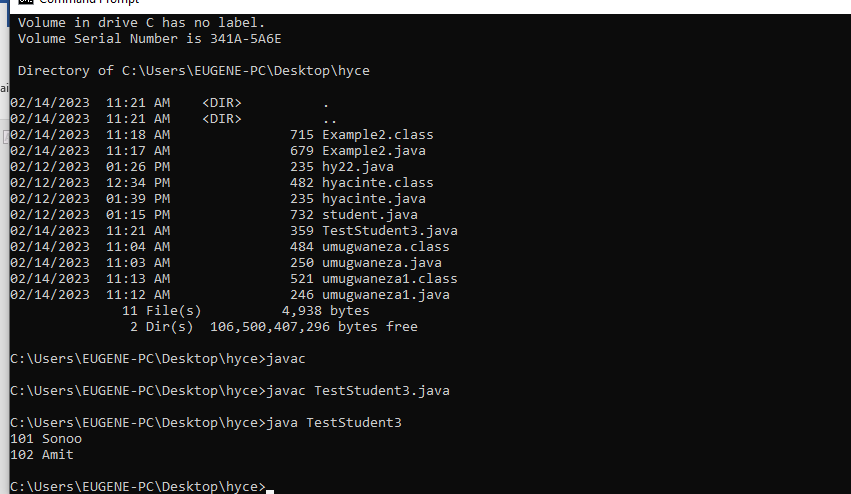 Command Prompt
Volume in drive C has no label.
Volume Serial Number is 341A-5A6E
Directory of C:\Users\EUGENE-PC\Desktop\hyce
02/14/2023  11:21 AM    <DIR>          .
02/14/2023  11:21 AM    <DIR>          ..
02/14/2023  11:18 AM               715 Example2.class
02/14/2023  11:17 AM               679 Example2.java
02/12/2023  01:26 PM               235 hy22.java
02/12/2023  12:34 PM               482 hyacinte.class
02/12/2023  01:39 PM               235 hyacinte.java
02/12/2023  01:15 PM               732 student.java
02/14/2023  11:21 AM               359 TestStudent3.java
02/14/2023  11:04 AM               484 umugwaneza.class
02/14/2023  11:03 AM               250 umugwaneza.java
02/14/2023  11:13 AM               521 umugwaneza1.class
02/14/2023  11:12 AM               246 umugwaneza1.java
11 File(s)          4,938 bytes
2 Dir(s)  106,500,407,296 bytes free
C:\Users\EUGENE-PC\Desktop\hyce>javac
C:\Users\EUGENE-PC\Desktop\hyce>javac TestStudent3.java
C:\Users\EUGENE-PC\Desktop\hyce>java TestStudent3
101 Sonoo
102 Amit
C:\Users\EUGENE-PC\Desktop\hyce>